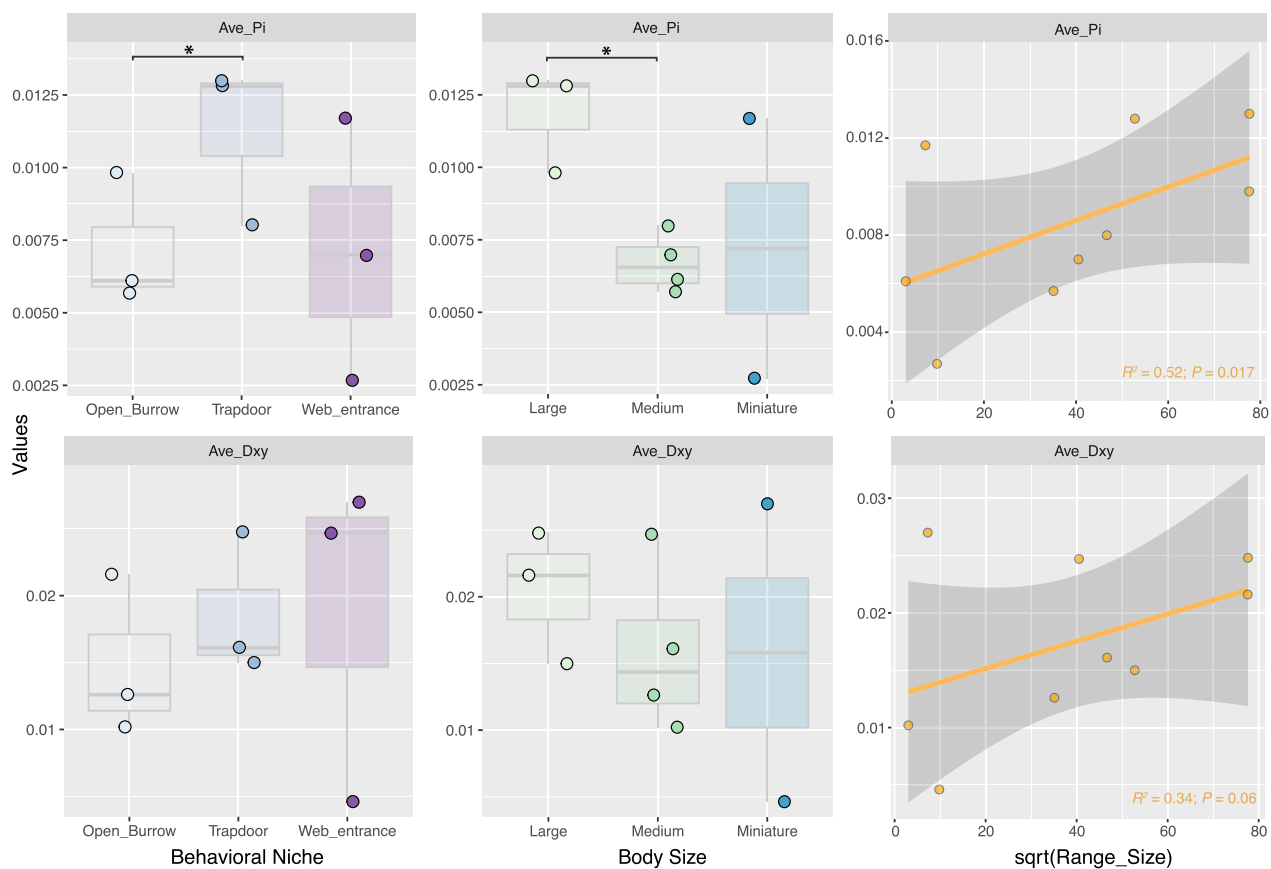 Ave_Pi
*
0.0125
0.0100
0.0075
0.0050
0.0025
Open_Burrow Trapdoor Web_entrance
Ave_Pi
*
0.0125
0.0100
0.0075
0.0050
0.0025
Large Medium Miniature
Ave_Pi
0.016
0.012
0.008
0.004
R² = 0.52; P = 0.017
0 20 40 60 80
Values
Ave_Dxy
0.02
0.01
Open_Burrow Trapdoor Web_entrance
Behavioral Niche
Ave_Dxy
0.02
0.01
Large Medium Miniature
Body Size
Ave_Dxy
0.03
0.02
0.01
R² = 0.34; P = 0.06
0 20 40 60 80
sqrt(Range_Size)